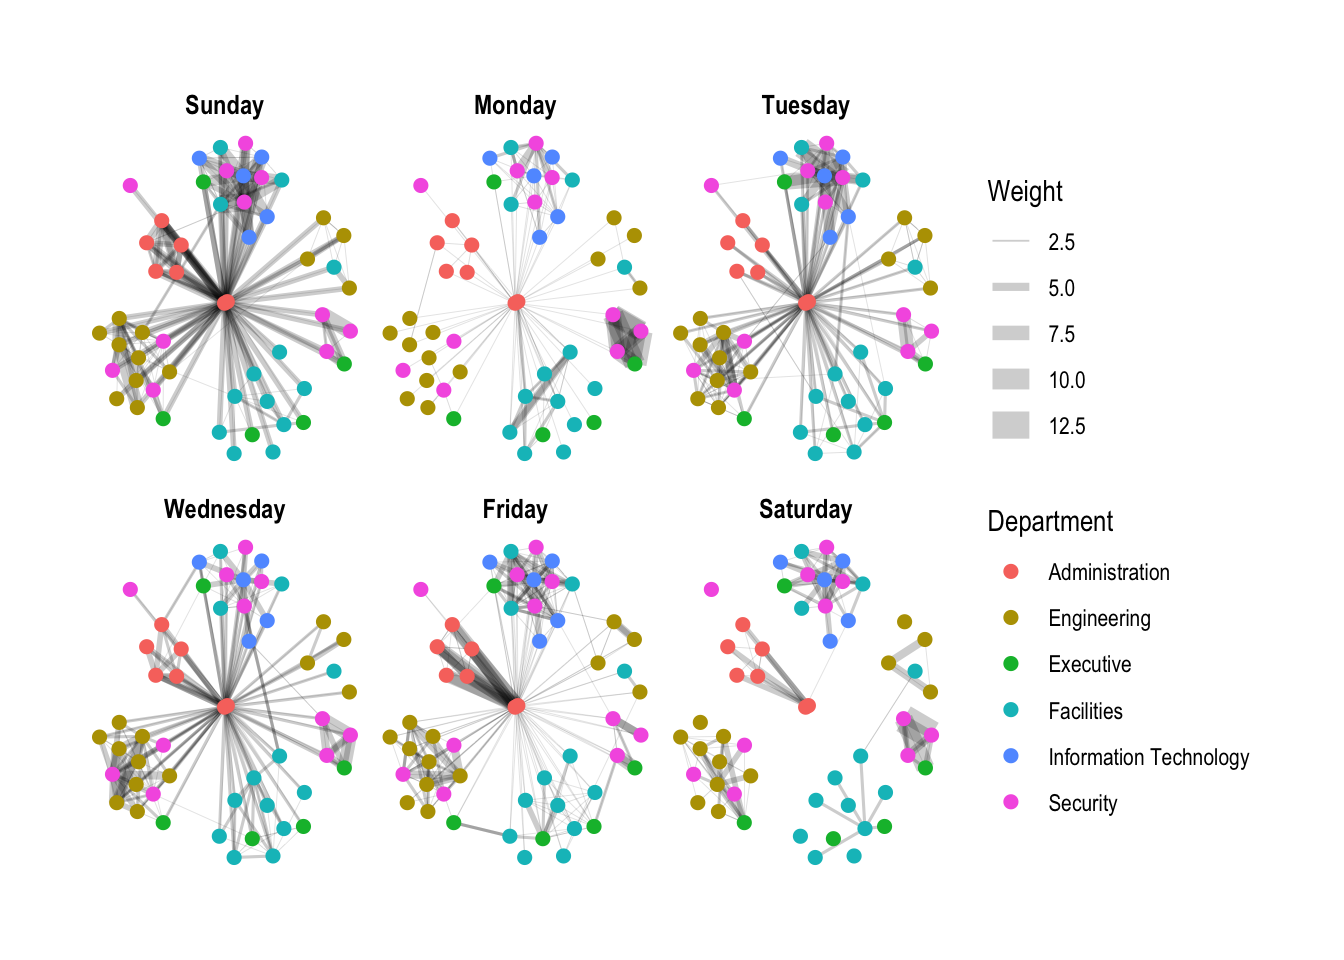 Sunday
Monday
Tuesday
Wednesday
Friday
Saturday
Weight
2.5
5.0
7.5
10.0
12.5
Department
Administration
Engineering
Executive
Facilities
Information Technology
Security